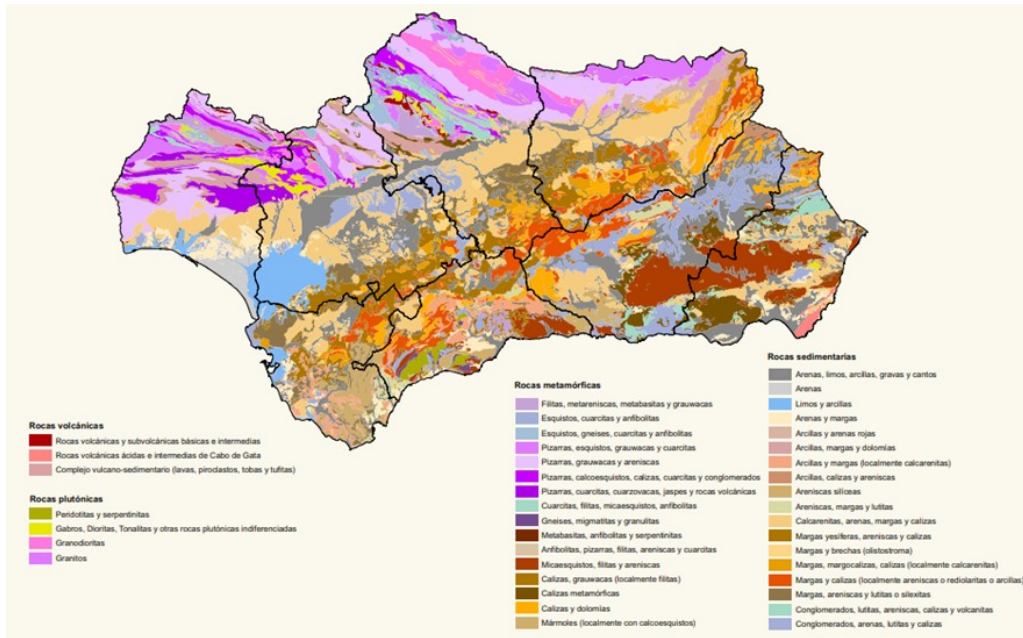 Rocas volcánicas
Rocas volcánicas y subvolcánicas básicas e intermedias
Rocas volcánicas ácidas e intermedias de Cabo de Gata
Complejo vulcano-sedimentario (lavas, piroclastos, tobas y tufitas)
Rocas plutónicas
Peridotitas y serpentinitas
Gabros, Dioritas, Tonalitas y otras rocas plutónicas indiferenciadas
Granodioritas
Granitos
Rocas metamórficas
Filitas, metareniscas, metabasitas y grauwacas
Esquistos, cuarcitas y anfibolitas
Esquistos, gneises, cuarcitas y anfibolitas
Pizarras, esquistos, grauwacas y cuarcitas
Pizarras, grauwacas y areniscas
Pizarras, calcoesquistos, calizas, cuarcitas y conglomerados
Pizarras, cuarcitas, cuarzovacas, jaspes y rocas volcánicas
Cuarcitas, filitas, micaesquistos, anfibolitas
Gneises, migmatitas y granulitas
Metabasitas, anfibolitas y serpentinitas
Anfibolitas, pizarras, filitas, areniscas y cuarcitas
Micaesquistos, filitas y areniscas
Calizas, grauwacas (localmente filitas)
Calizas metamórficas
Calizas y dolomías
Mármoles (localmente con calcoesquistos)
Rocas sedimentarias
Arenas, limos, arcillas, gravas y cantos
Arenas
Limos y arcillas
Arenas y margas
Arcillas y arenas rojas
Arcillas, margas y dolomías
Arcillas y margas (localmente calcarenitas)
Arcillas, calizas y areniscas
Areniscas silíceas
Areniscas, margas y lutitas
Calcarenitas, arenas, margas y calizas
Margas yesíferas, areniscas y calizas
Margas y brechas (olistostroma)
Margas, margocalizas, calizas (localmente calcarenitas)
Margas y calizas (localmente areniscas o rediolaritas o arcillas)
Margas, areniscas y lutitas o silexitas
Conglomerados, lutitas, areniscas, calizas y volcanitas
Conglomerados, arenas, lutitas y calizas